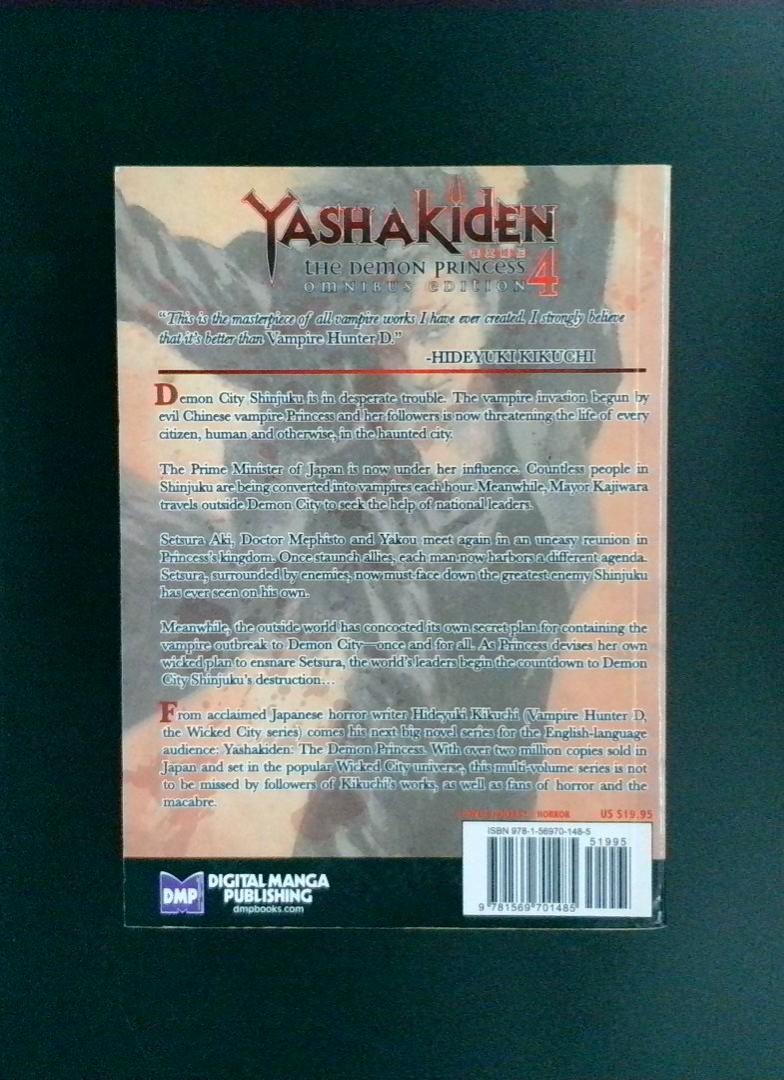 YASHAKIDEN
THE DEMON PRINCESS
4
OMNIBUS EDITION
"This is the masterpiece of all vampire works I have ever created. I strongly believe
that it's better than Vampire Hunter D."
-HIDEYUKI KIKUCHI
Demon City Shinjuku is in desperate trouble. The vampire invasion begun by
evil Chinese vampire Princess and her followers is now threatening the life of every
citizen, human and otherwise, in the haunted city.
The Prime Minister of Japan is now under her influence. Countless people in
Shinjuku are being converted into vampires each hour. Meanwhile, Mayor Kajiwara
travels outside Demon City to seek the help of national leaders.
Setsura Aki, Doctor Mephisto and Yakou meet again in an uneasy reunion in
Princess's kingdom. Once staunch allies, each man now harbors a different agenda.
Setsura, surrounded by enemies, now must face down the greatest enemy Shinjuku
has ever seen on his own.
Meanwhile, the outside world has concocted its own secret plan for containing the
vampire outbreak to Demon City—once and for all. As Princess devises her own
wicked plan to ensnare Setsura, the world's leaders begin the countdown to Demon
City Shinjuku's destruction...
From acclaimed Japanese horror writer Hideyuki Kikuchi (Vampire Hunter D,
the Wicked City series) comes his next big novel series for the English-language
audience: Yashakiden: The Demon Princess. With over two million copies sold in
Japan and set in the popular Wicked City universe, this multi-volume series is not
to be missed by followers of Kikuchi's works, as well as fans of horror and the
macabre.
HORROR US $19.95
ISBN 978-1-56970-148-5
51995
9 781569 701485
DMP DIGITAL MANGA
PUBLISHING
dmpbooks.com